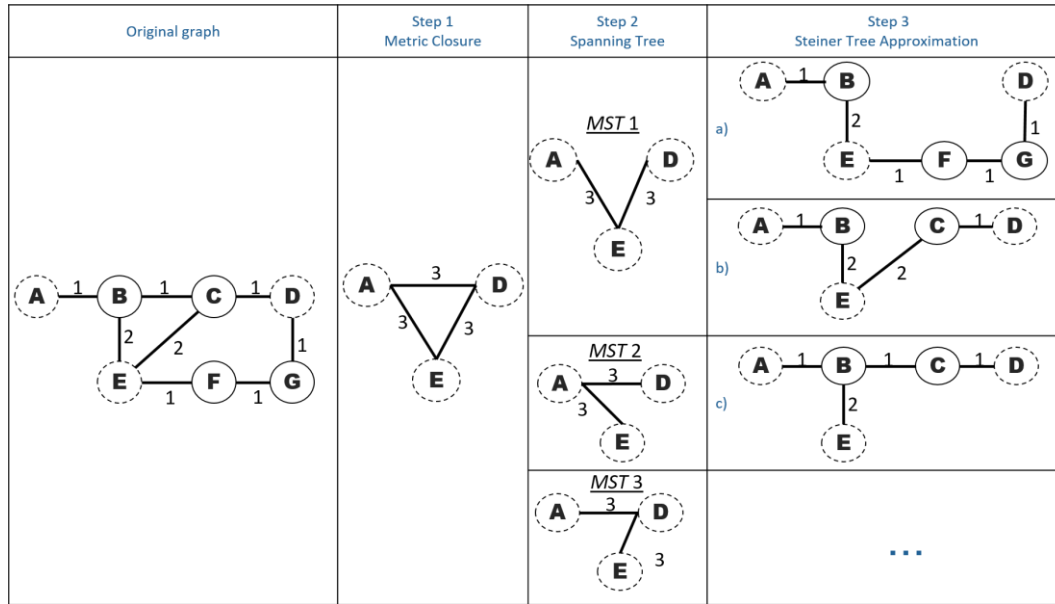 Original graph
Step 1
Metric Closure
Step 2
Spanning Tree
Step 3
Steiner Tree Approximation
A 1 B 1 C 1 D
2 2 1
E 1 F 1 G
A 3 D
3 3
E
MST 1
A D
3 3
E
MST 2
A 3 D
3
E
MST 3
A 3 D
E 3
a)
A 1 B D
2 1
E 1 F 1 G
b)
A 1 B C 1 D
2 2
E
c)
A 1 B 1 C 1 D
2
E
...